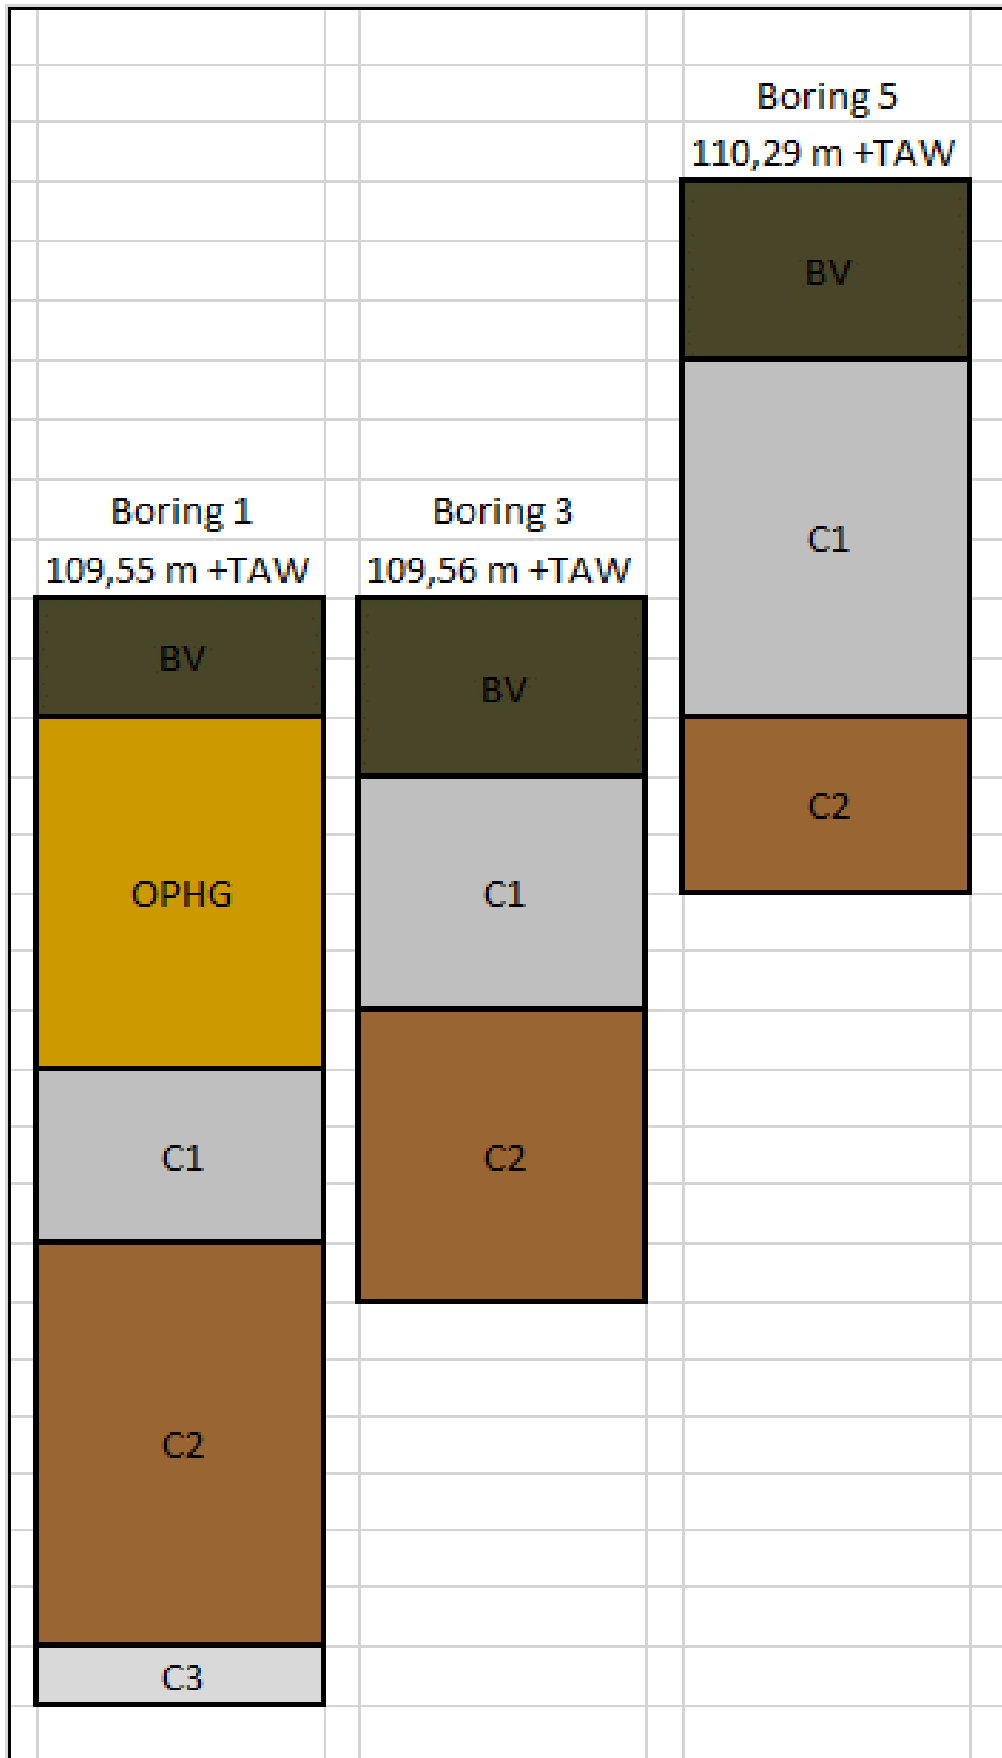 Boring 1
109,55 m +TAW
BV
OPHG
C1
C2
C3
Boring 3
109,56 m +TAW
BV
C1
C2
Boring 5
110,29 m +TAW
BV
C1
C2